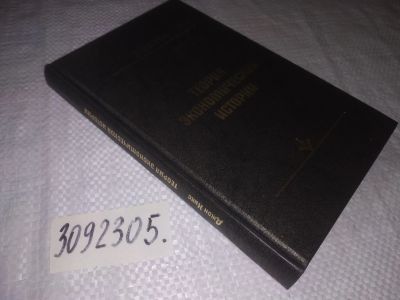 ТЕОРИЯ
ЭКОНОМИЧЕСКОЙ
ИСТОРИИ
Джон Хикс ТЕОРИЯ ЭКОНОМИЧЕСКОЙ ИСТОРИИ
3092305.